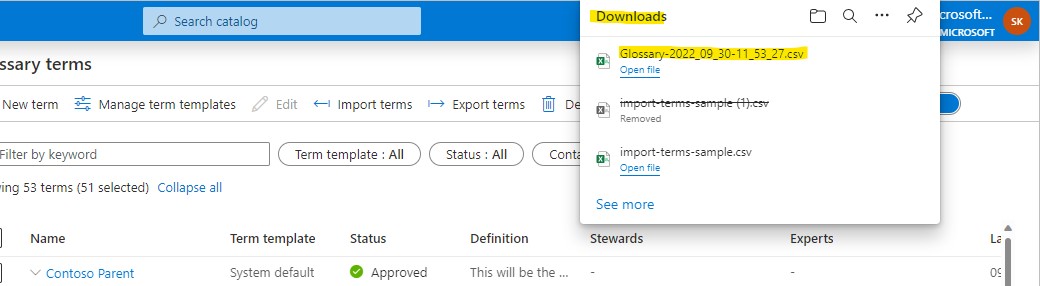 Search catalog
Downloads
crosoft...
MICROSOFT
SK
ssary terms
Glossary-2022_09_30-11_53_27.csv
Open file
New term
Manage term templates
Edit
Import terms
Export terms
De
import-terms-sample (1).csv
Removed
Filter by keyword
Term template : All
Status : All
Conta
import-terms-sample.csv
Open file
wing 53 terms (51 selected)
Collapse all
See more
Name
Term template
Status
Definition
Stewards
Experts
La
Contoso Parent
System default
Approved
This will be the ...
-
-
09